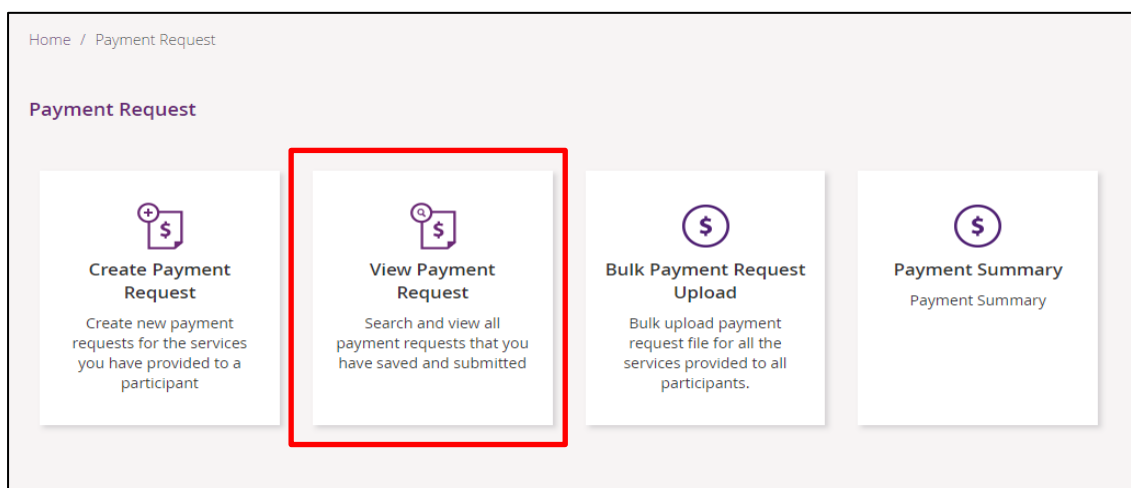 Home / Payment Request
Payment Request
$
Create Payment
Request
Create new payment
requests for the services
you have provided to a
participant
$
View Payment
Request
Search and view all
payment requests that you
have saved and submitted
$
Bulk Payment Request
Upload
Bulk upload payment
request file for all the
services provided to all
participants.
$
Payment Summary
Payment Summary